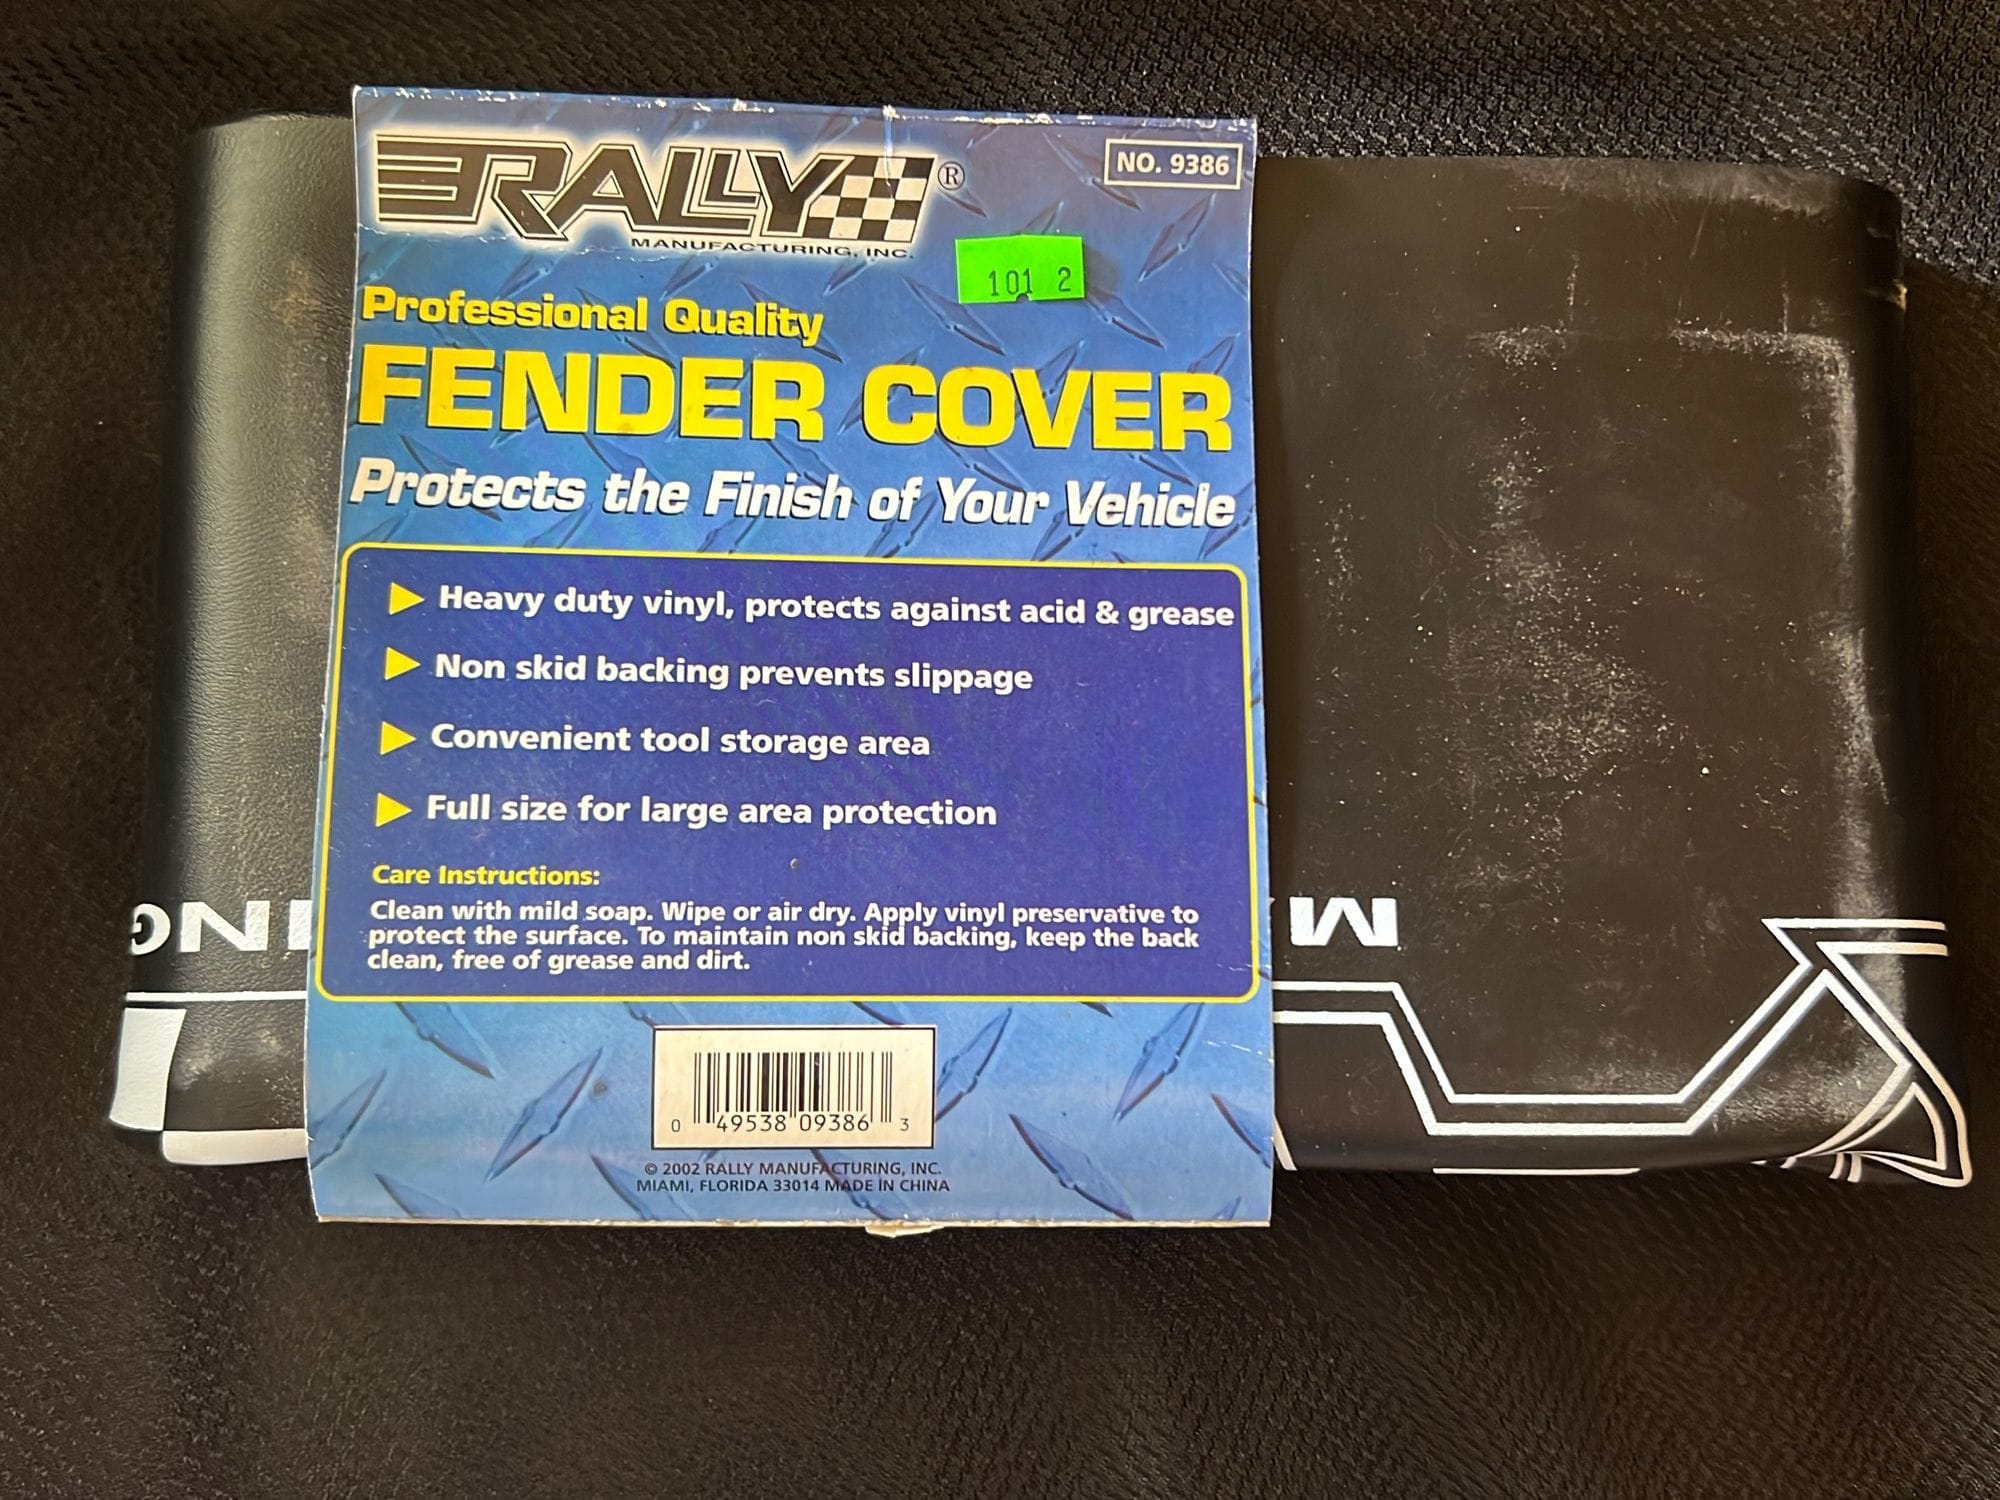 RALLY®
MANUFACTURING, INC.
NO. 9386
101 2
Professional Quality
FENDER COVER
Protects the Finish of Your Vehicle
Heavy duty vinyl, protects against acid & grease
Non skid backing prevents slippage
Convenient tool storage area
Full size for large area protection
Care Instructions:
Clean with mild soap. Wipe or air dry. Apply vinyl preservative to
protect the surface. To maintain non skid backing, keep the back
clean, free of grease and dirt.
0 49538 09386 3
© 2002 RALLY MANUFACTURING, INC.
MIAMI, FLORIDA 33014 MADE IN CHINA